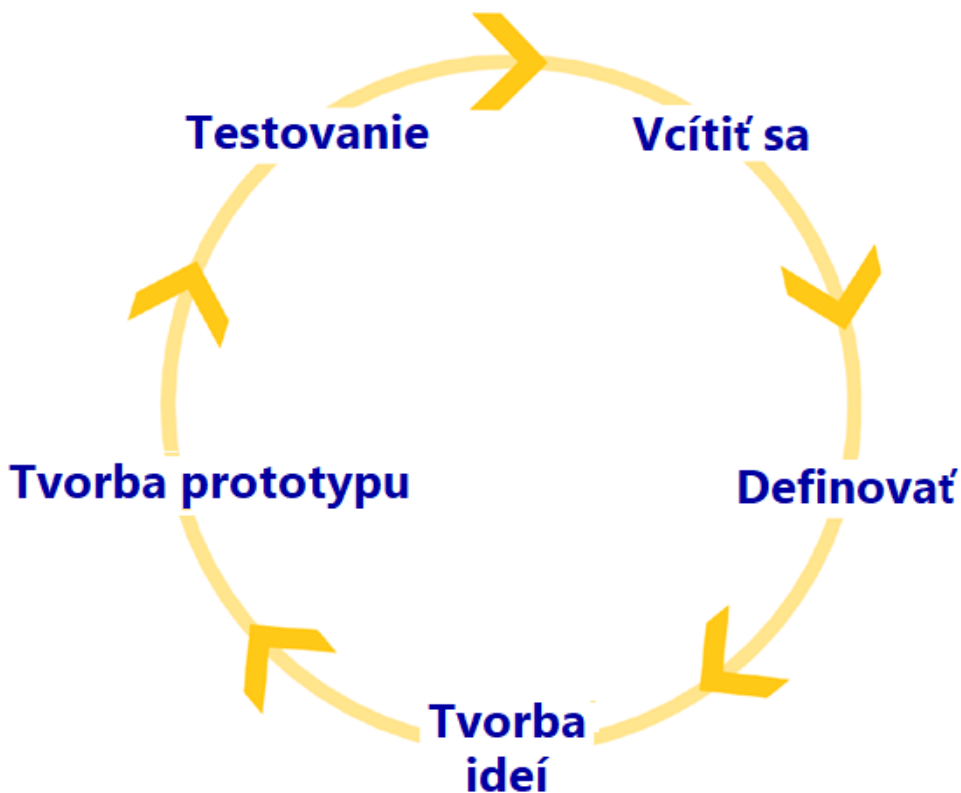 Testovanie
Vcítiť sa
Tvorba prototypu
Definovať
Tvorba
ideí